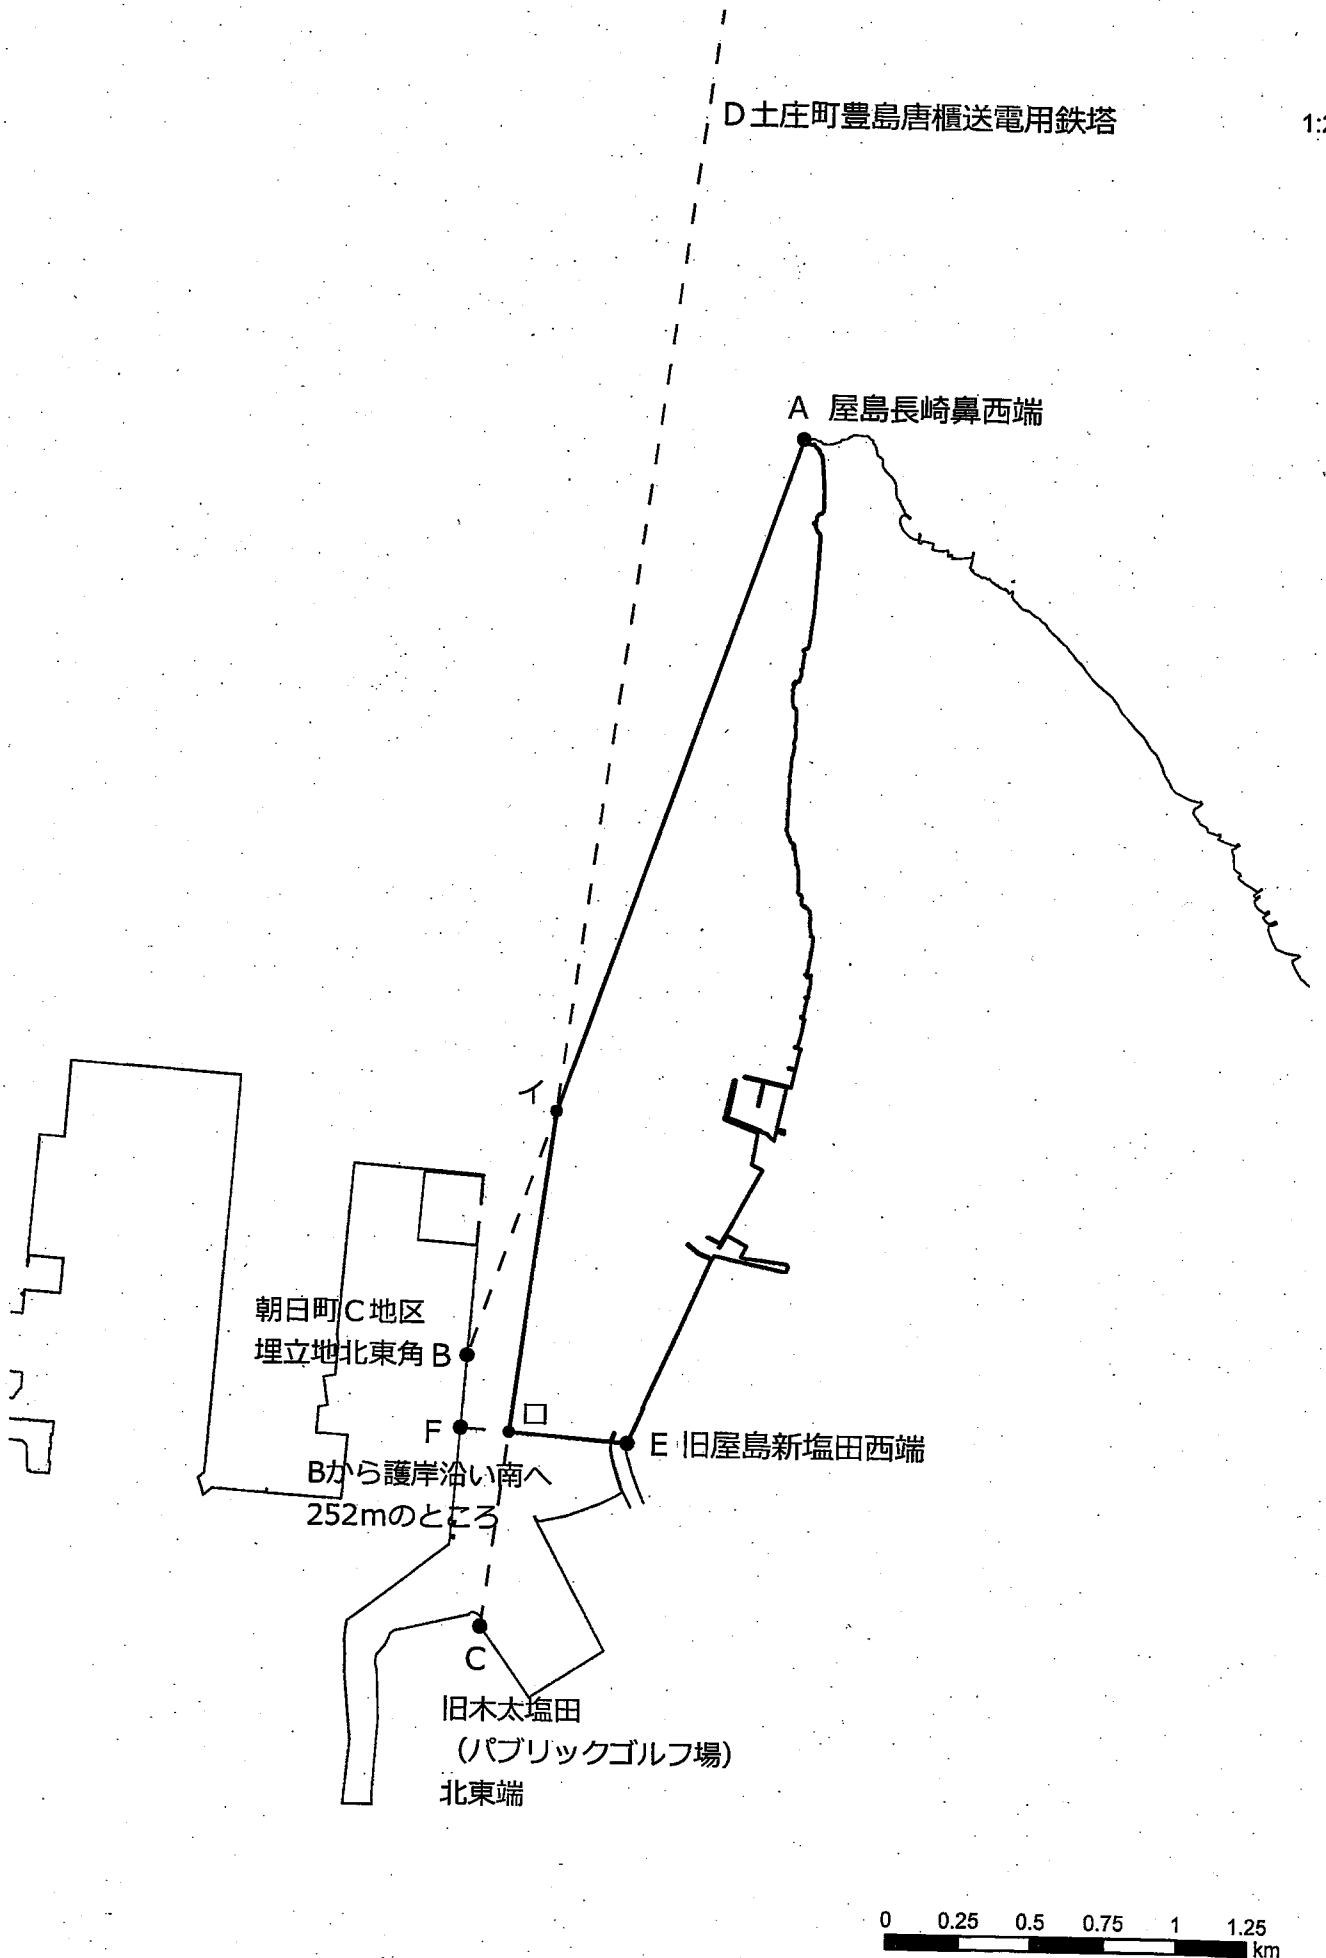 D 土庄町豊島唐櫃送電用鉄塔
A 屋島長崎鼻西端
イ
朝日町C地区
埋立地北東角 B
F
ロ
E 旧屋島新塩田西端
Bから護岸沿い南へ
252mのところ
C
旧木太塩田
（パブリックゴルフ場）
北東端
0 0.25 0.5 0.75 1 1.25
km